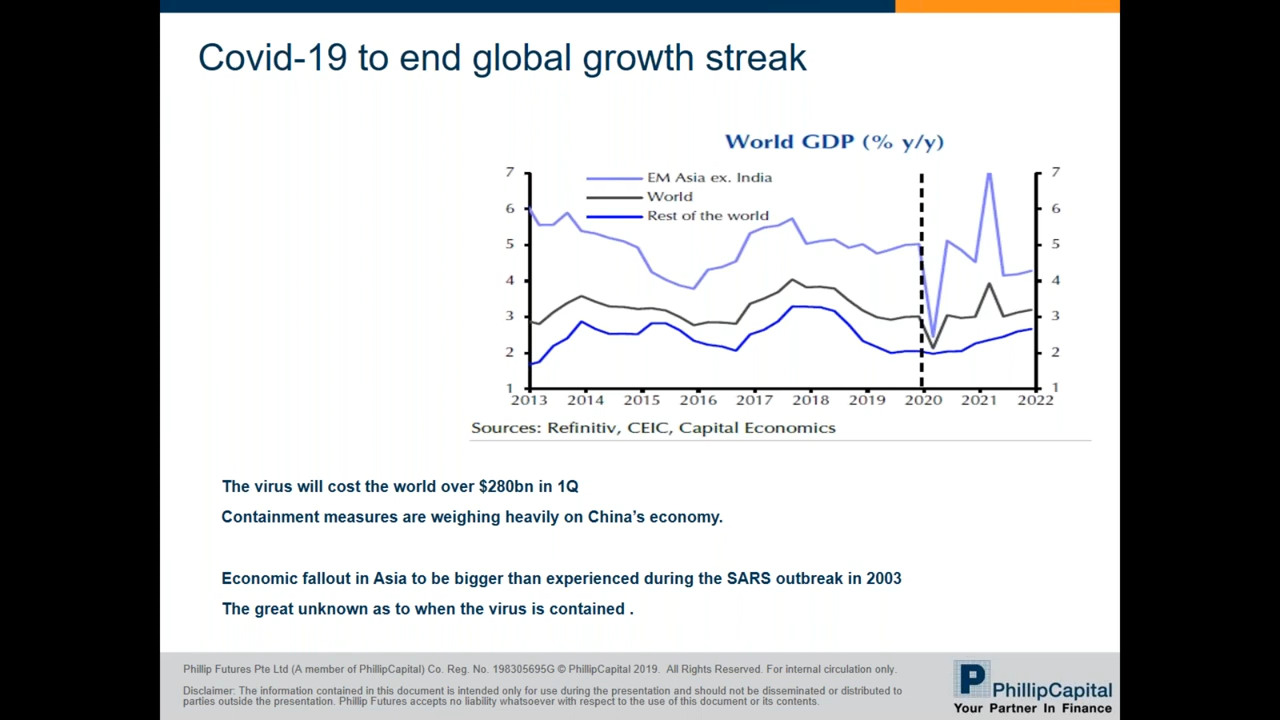 Covid-19 to end global growth streak
World GDP (% y/y)
7 EM Asia ex. India 7
World
6 Rest of the world 6
5 5
4 4
3 3
2 2
1 1
2013 2014 2015 2016 2017 2018 2019 2020 2021 2022
Sources: Refinitiv, CEIC, Capital Economics
The virus will cost the world over $280bn in 1Q
Containment measures are weighing heavily on China's economy.
Economic fallout in Asia to be bigger than experienced during the SARS outbreak in 2003
The great unknown as to when the virus is contained .
Phillip Futures Pte Ltd (A member of PhillipCapital) Co. Reg. No. 198305695G © PhillipCapital 2019. All Rights Reserved. For internal circulation only.
Disclaimer: The information contained in this document is intended only for use during the presentation and should not be disseminated or distributed to
parties outside the presentation. Phillip Futures accepts no liability whatsoever with respect to the use of this document or its contents.
P PhillipCapital
Your Partner In Finance